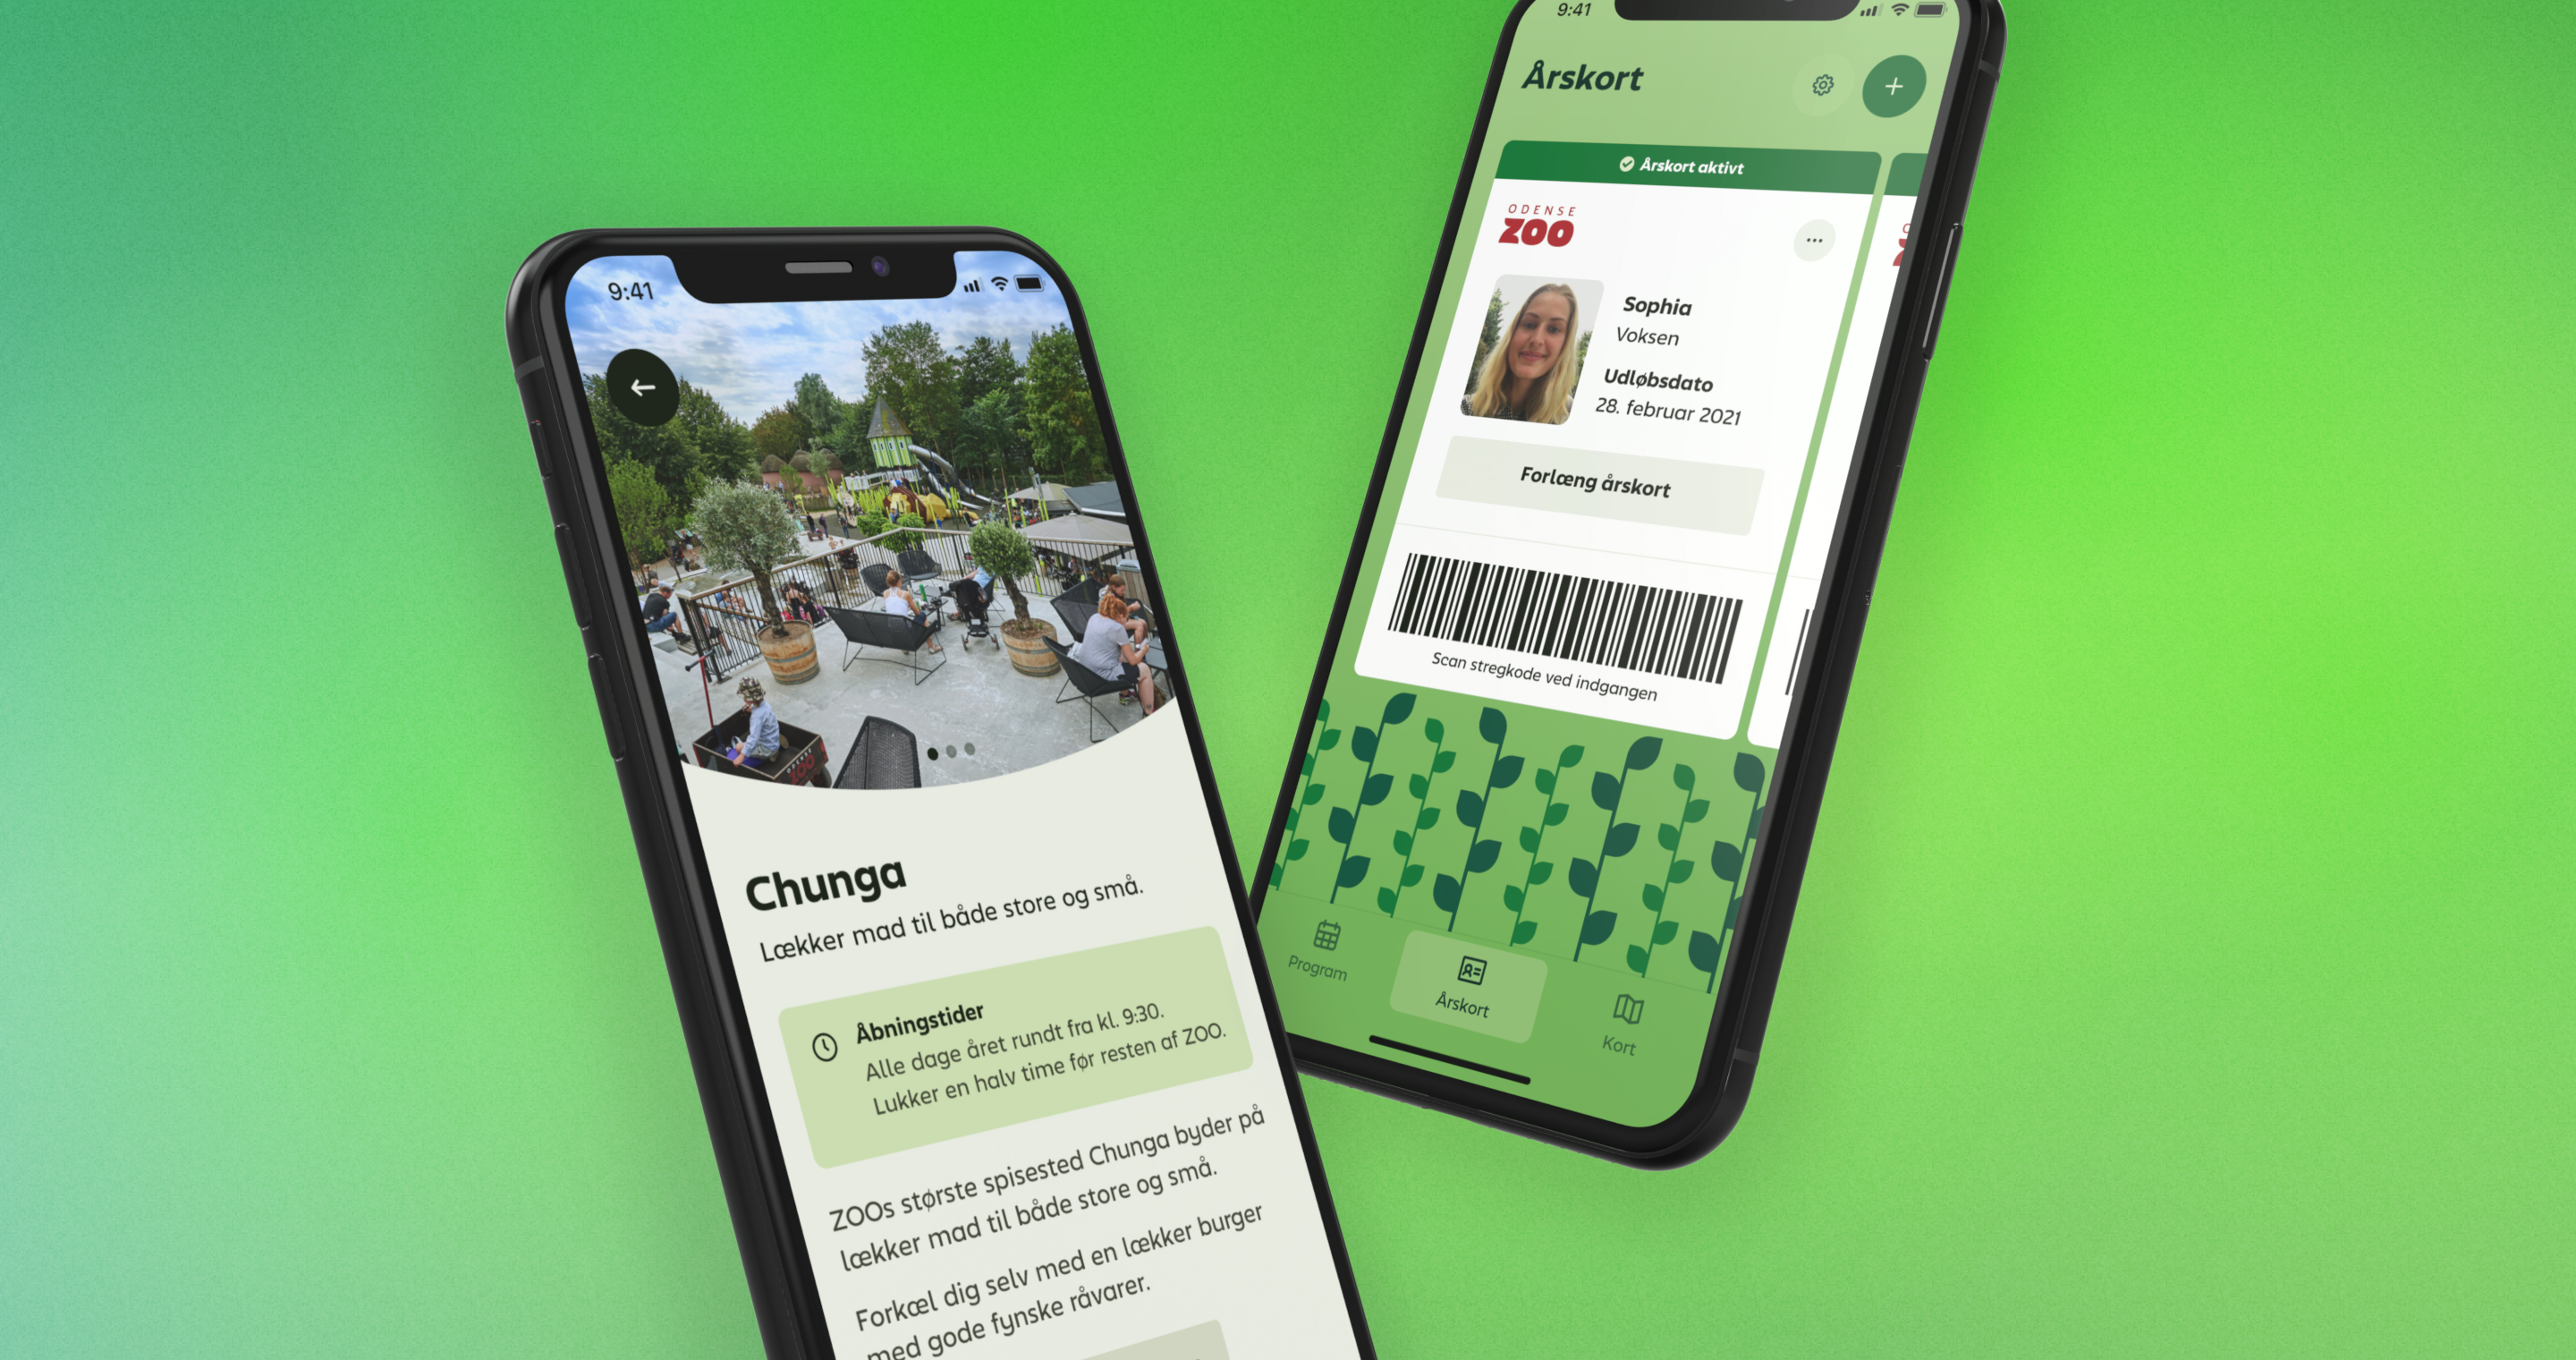 9:41
Chunga
Lækker mad til både store og små.
Åbningstider
Alle dage året rundt fra kl. 9:30.
Lukker en halv time før resten af ZOO.
ZOOs største spisested Chunga byder på
lækker mad til både store og små.
Forkæl dig selv med en lækker burger
med gode fynske råvarer.
ODENSE
ZOO
9:41
Årskort
Årskort aktivt
ODENSE
ZOO
Sophia
Voksen
Udløbsdato
28. februar 2021
Forlæng årskort
Scan stregkode ved indgangen
Program
Årskort
Kort